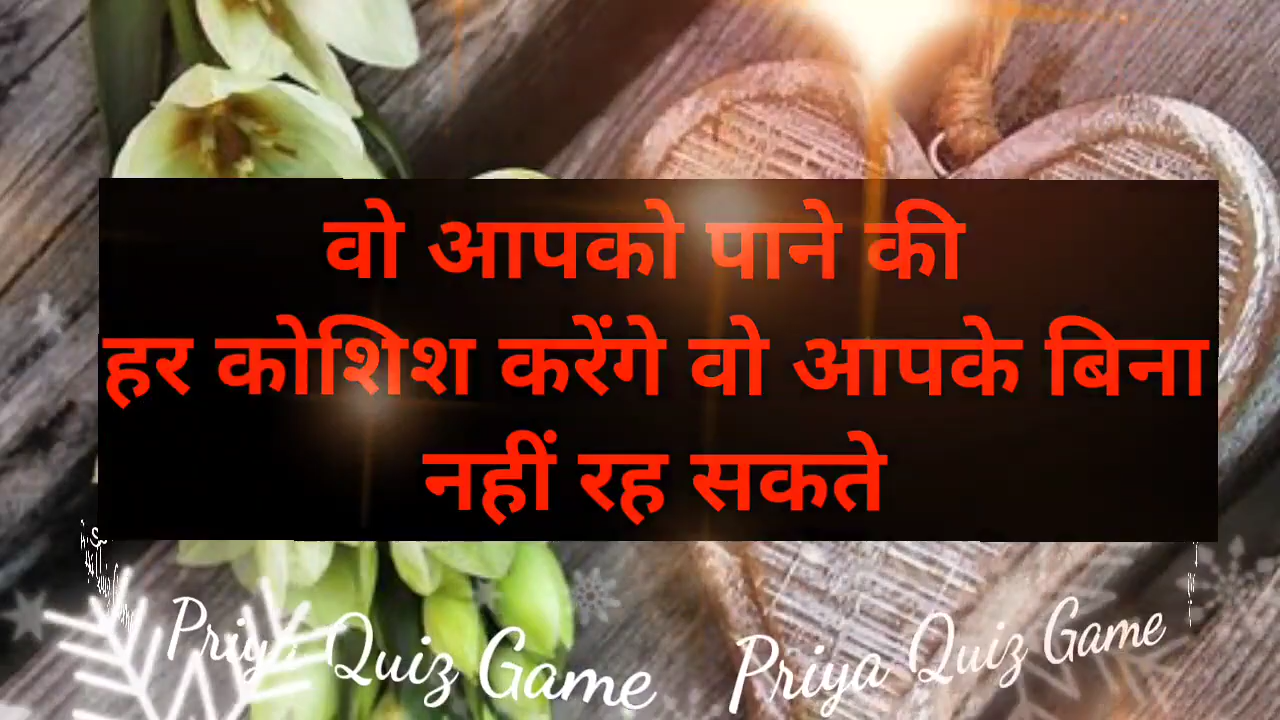 वो आपको पाने की
हर कोशिश करेंगे वो आपके बिना
नहीं रह सकते
Priya Quiz Game
Priya Quiz Game